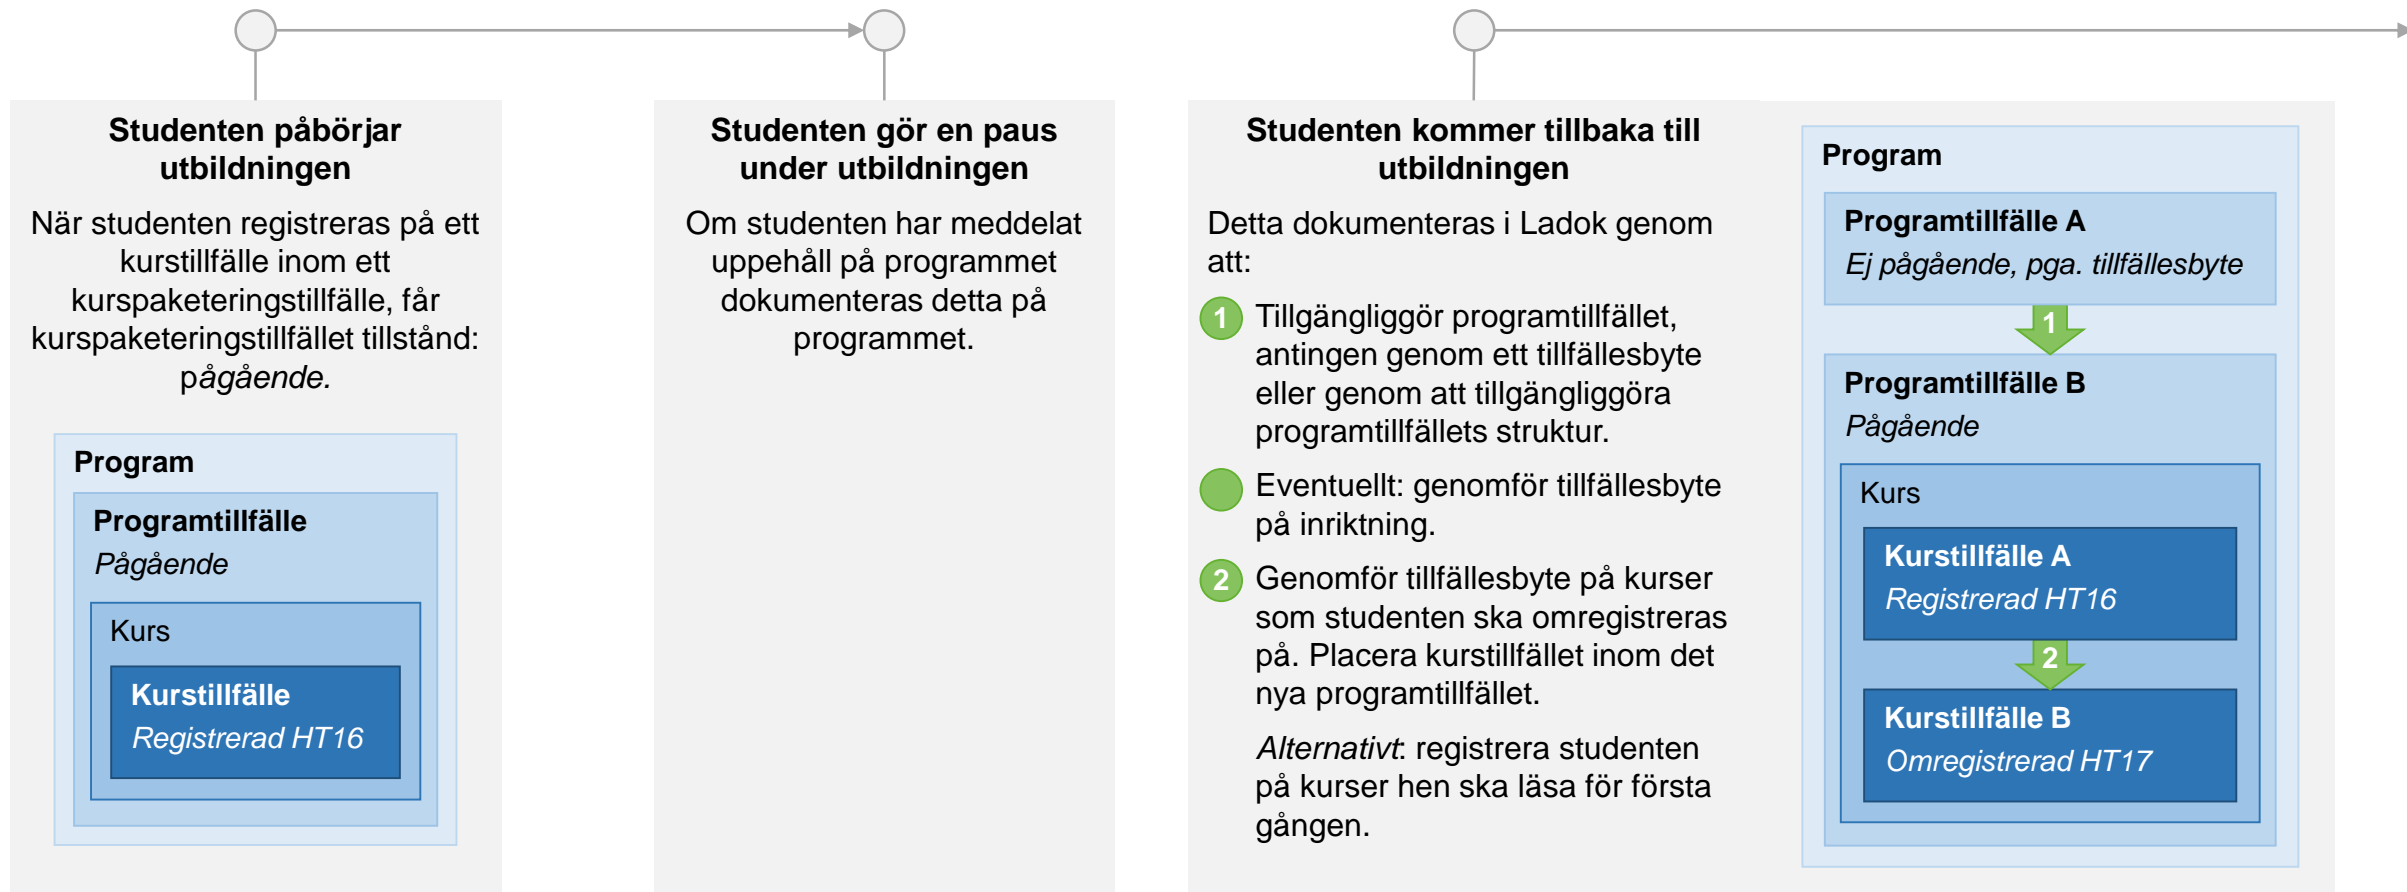 Studenten påbörjar
utbildningen
När studenten registreras på ett
kurstillfälle inom ett
kurspaketeringstillfälle, får
kurspaketeringstillfället tillstånd:
pågående.
Program
Programtillfälle
Pågående
Kurs
Kurstillfälle
Registrerad HT16
Studenten gör en paus
under utbildningen
Om studenten har meddelat
uppehåll på programmet
dokumenteras detta på
programmet.
Studenten kommer tillbaka till
utbildningen
Detta dokumenteras i Ladok genom
att:
1 Tillgängliggör programtillfället,
antingen genom ett tillfällesbyte
eller genom att tillgängliggöra
programtillfällets struktur.
Eventuellt: genomför tillfällesbyte
på inriktning.
2 Genomför tillfällesbyte på kurser
som studenten ska omregistreras
på. Placera kurstillfället inom det
nya programtillfället.
Alternativt: registrera studenten
på kurser hen ska läsa för första
gången.
Program
Programtillfälle A
Ej pågående, pga. tillfällesbyte
1
Programtillfälle B
Pågående
Kurs
Kurstillfälle A
Registrerad HT16
2
Kurstillfälle B
Omregistrerad HT17